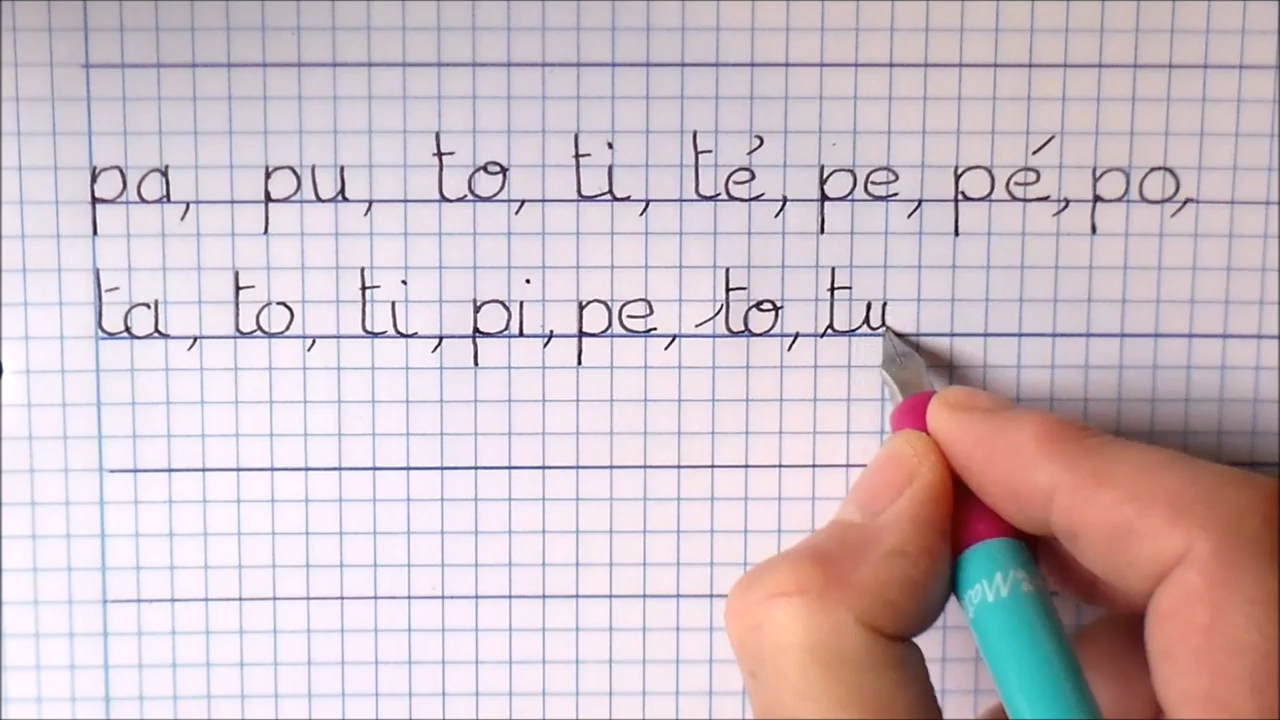 pa, pu, to, ti, té, pe, pé, po,
ta, to, ti, pi, pe, to, tu